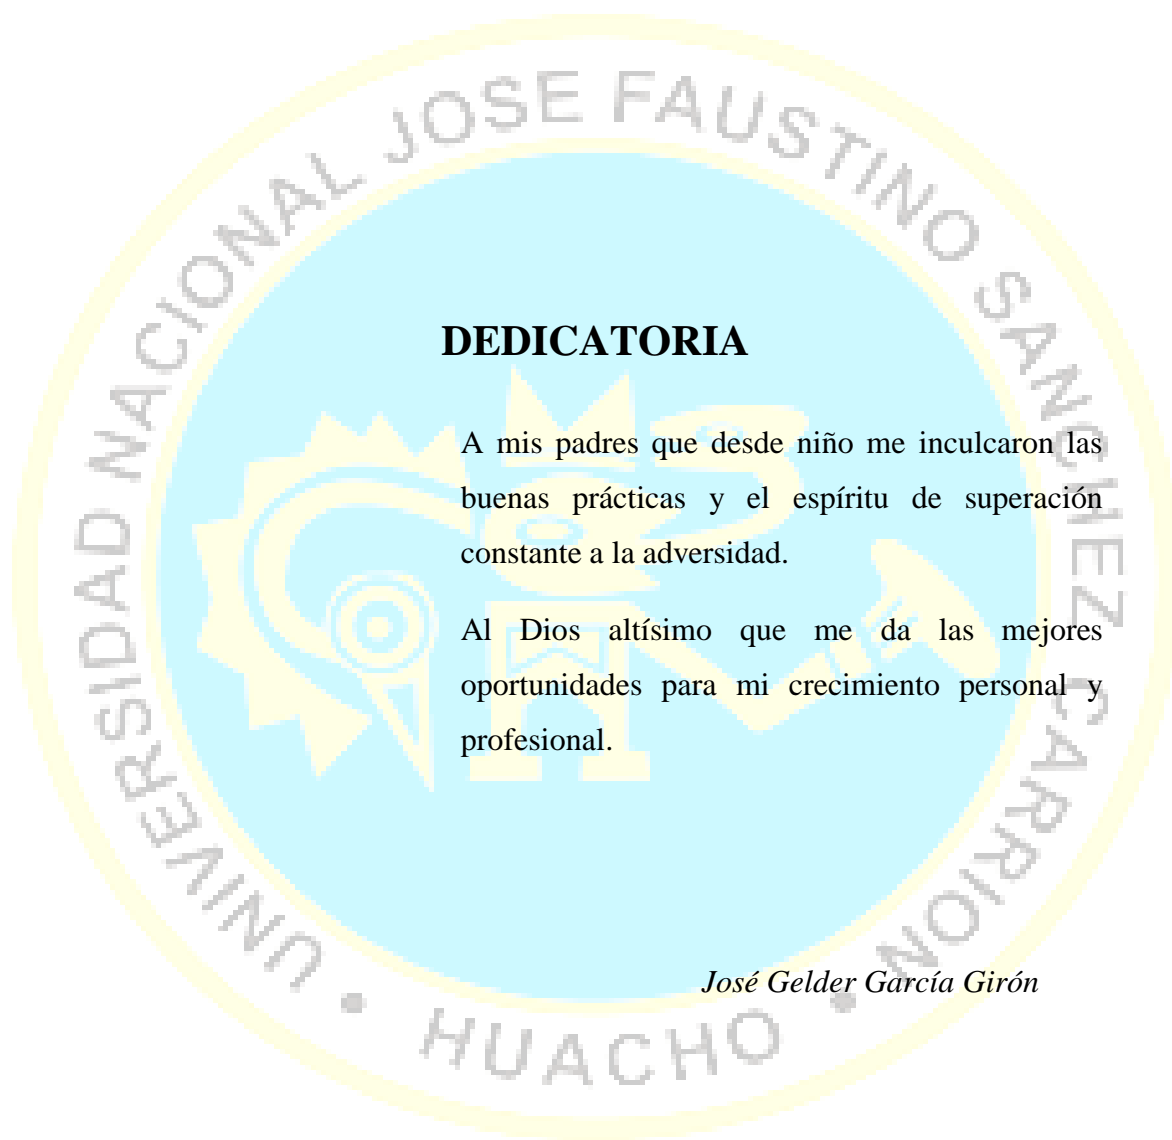 UNIVERSIDAD NACIONAL JOSE FAUSTINO SANCHEZ CARRION
• HUACHO •
DEDICATORIA
A mis padres que desde niño me inculcaron las
buenas prácticas y el espíritu de superación
constante a la adversidad.
Al Dios altísimo que me da las mejores
oportunidades para mi crecimiento personal y
profesional.
José Gelder García Girón